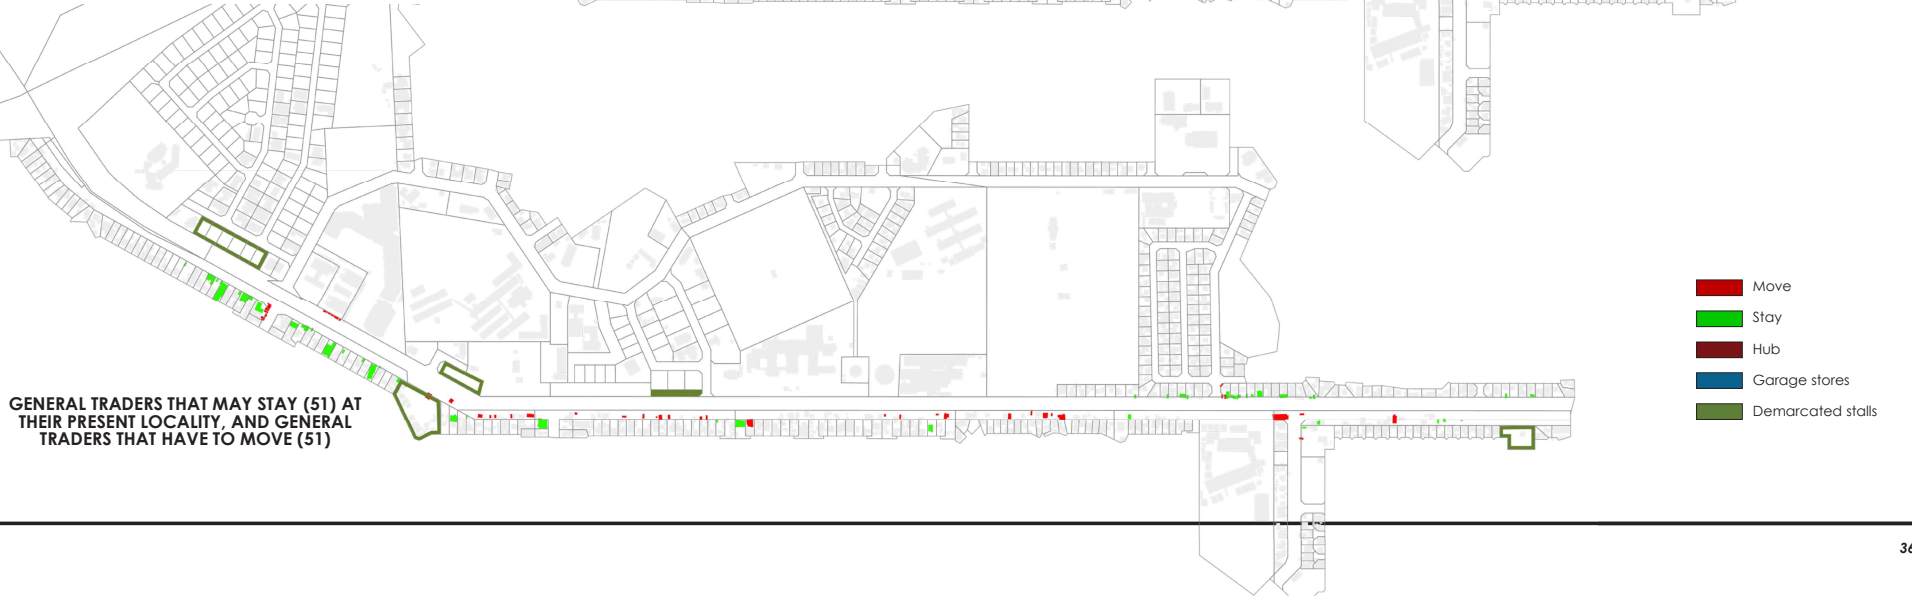 Move
Stay
Hub
Garage stores
Demarcated stalls
GENERAL TRADERS THAT MAY STAY (51) AT
THEIR PRESENT LOCALITY, AND GENERAL
TRADERS THAT HAVE TO MOVE (51)
36